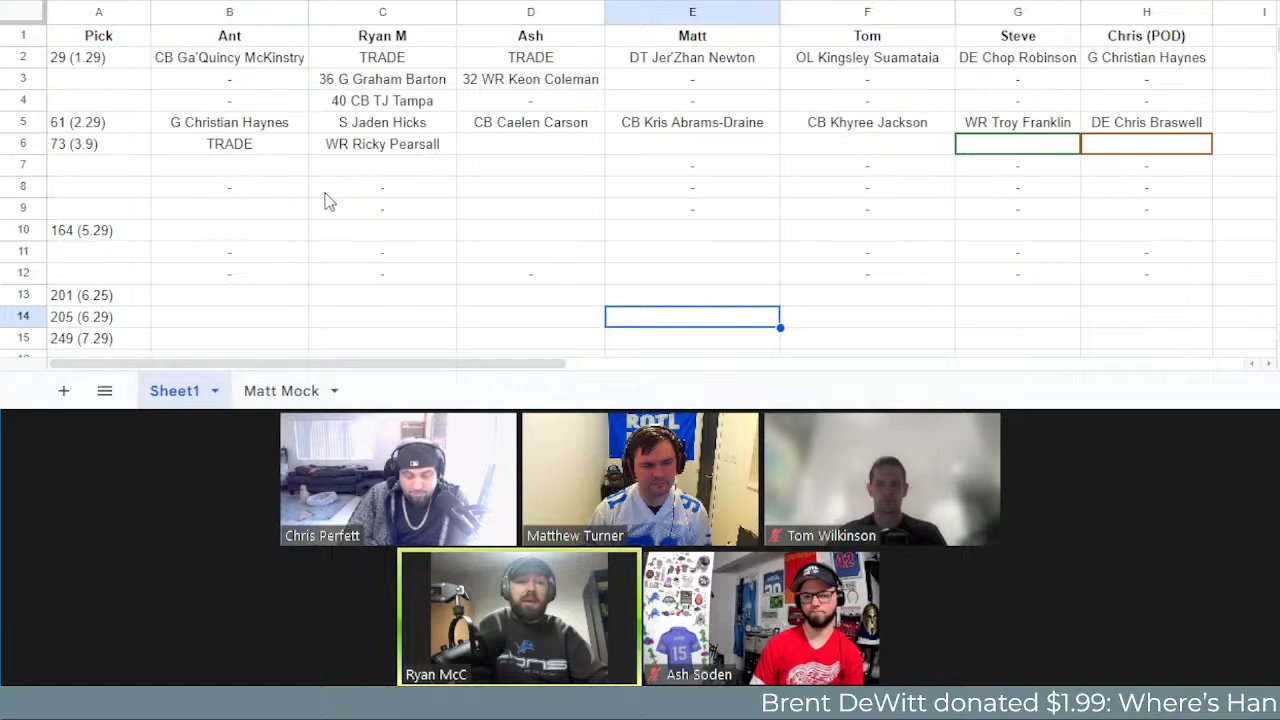 A B C D E F G H I
1 Pick Ant Ryan M Ash Matt Tom Steve Chris (POD)
2 29 (1.29) CB Ga'Quincy McKinstry TRADE TRADE DT Jer'Zhan Newton OL Kingsley Suamataia DE Chop Robinson G Christian Haynes
3 - 36 G Graham Barton 32 WR Keon Coleman - - - -
4 - 40 CB TJ Tampa - - - - -
5 61 (2.29) G Christian Haynes S Jaden Hicks CB Caelen Carson CB Kris Abrams-Draine CB Khyree Jackson WR Troy Franklin DE Chris Braswell
6 73 (3.9) TRADE WR Ricky Pearsall
7 - - - -
8 - - - - - -
9 - - - - -
10 164 (5.29)
11 - - - - -
12 - - - - - -
13 201 (6.25)
14 205 (6.29)
15 249 (7.29)
Sheet1 Matt Mock
ROTL
Chris Perfett
Matthew Turner
Tom Wilkinson
42
15
Ryan McC
Ash Soden
Brent DeWitt donated $1.99: Where's Han